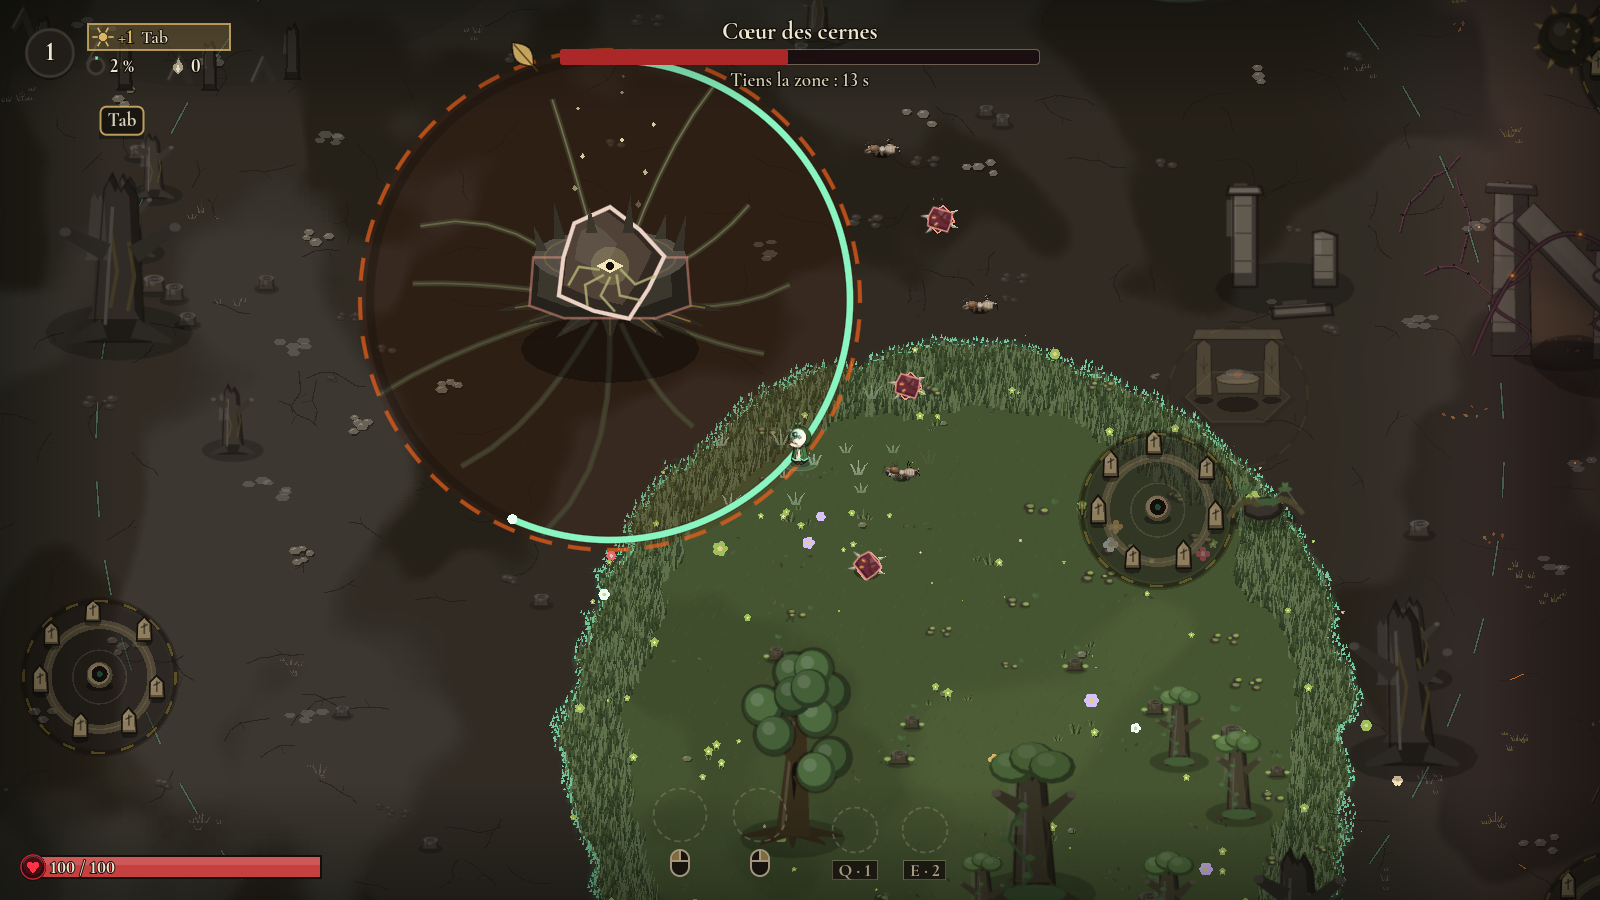 1
+1 Tab
2 % 0
Tab
Cœur des cernes
Tiens la zone : 13 s
100 / 100
Q · 1
E · 2